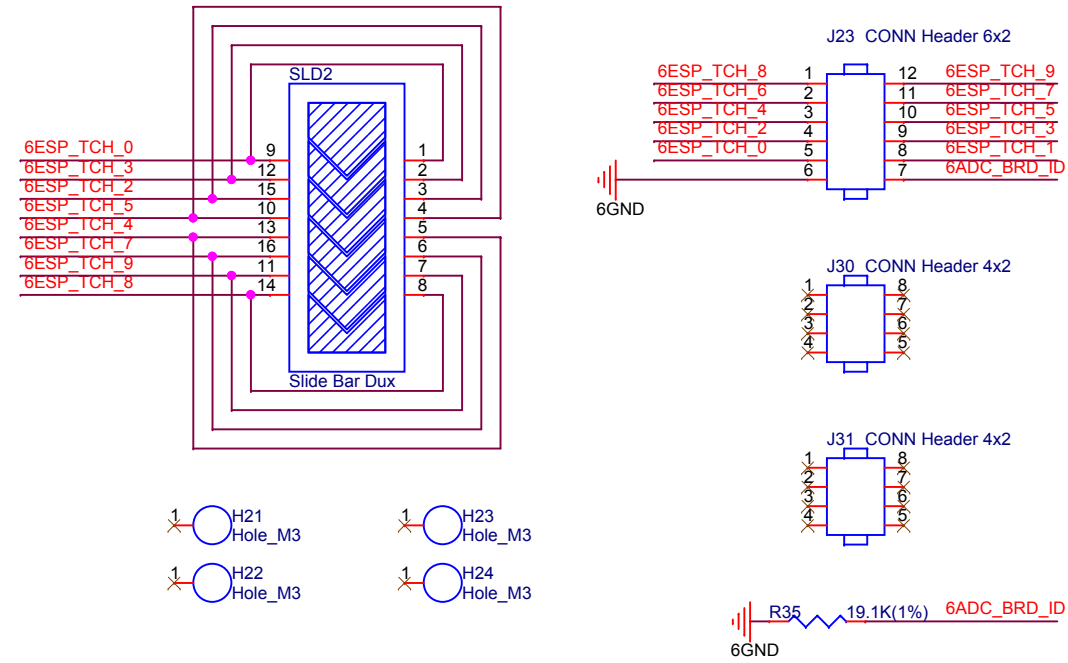 SLD2
6ESP_TCH_0 9 1
6ESP_TCH_3 12 2
6ESP_TCH_2 15 3
6ESP_TCH_5 10 4
6ESP_TCH_4 13 5
6ESP_TCH_7 16 6
6ESP_TCH_9 11 7
6ESP_TCH_8 14 8
Slide Bar Dux
J23 CONN Header 6x2
6ESP_TCH_8 1 12 6ESP_TCH_9
6ESP_TCH_6 2 11 6ESP_TCH_7
6ESP_TCH_4 3 10 6ESP_TCH_5
6ESP_TCH_2 4 9 6ESP_TCH_3
6ESP_TCH_0 5 8 6ESP_TCH_1
6 7 6ADC_BRD_ID
6GND
J30 CONN Header 4x2
1 8
2 7
3 6
4 5
J31 CONN Header 4x2
1 8
2 7
3 6
4 5
1 H21
Hole_M3
1 H23
Hole_M3
1 H22
Hole_M3
1 H24
Hole_M3
R35 19.1K(1%) 6ADC_BRD_ID
6GND